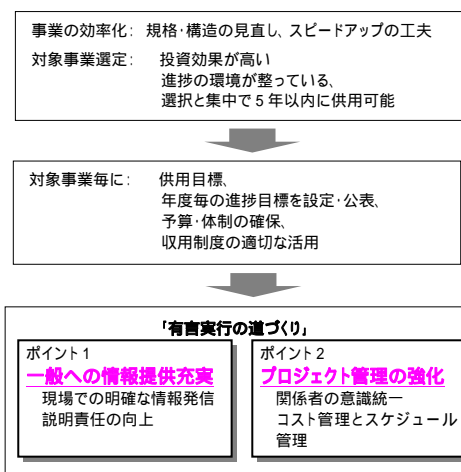 事業の効率化: 規格・構造の見直し、スピードアップの工夫
対象事業選定: 投資効果が高い
進捗の環境が整っている、
選択と集中で5年以内に供用可能
対象事業毎に: 供用目標、
年度毎の進捗目標を設定・公表、
予算・体制の確保、
収用制度の適切な活用
「有言実行の道づくり」
ポイント1
一般への情報提供充実
現場での明確な情報発信
説明責任の向上
ポイント2
プロジェクト管理の強化
関係者の意識統一
コスト管理とスケジュール
管理